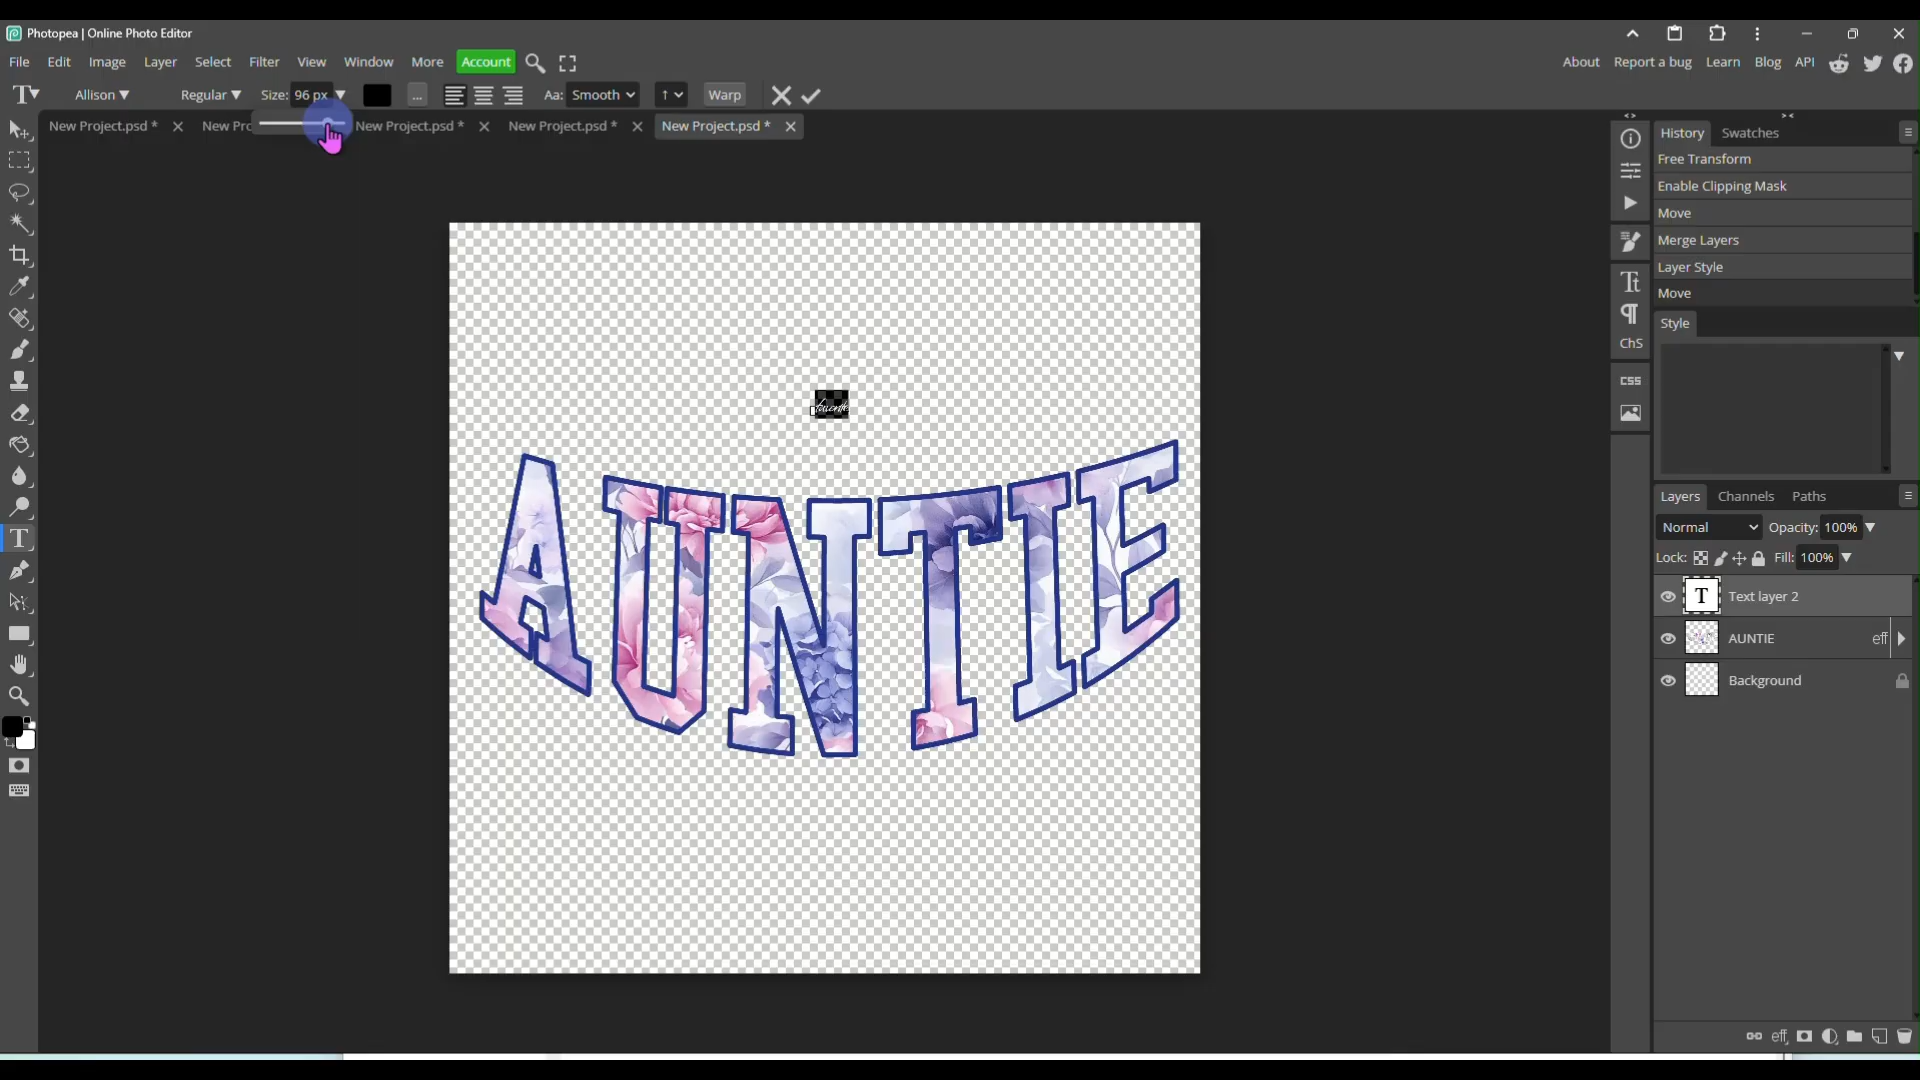 Photopea | Online Photo Editor
File Edit Image Layer Select Filter View Window More Account
About Report a bug Learn Blog API
Allison Regular Size: 96 px ... Aa: Smooth Warp
New Project.psd * New Pro New Project.psd * New Project.psd * New Project.psd *
History Swatches
Free Transform
Enable Clipping Mask
Move
Merge Layers
Layer Style
Move
Style
ChS
CSS
favorite
AUNTIE
Layers Channels Paths
Normal Opacity: 100%
Lock: Fill: 100%
T Text layer 2
AUNTIE eff
Background
eff